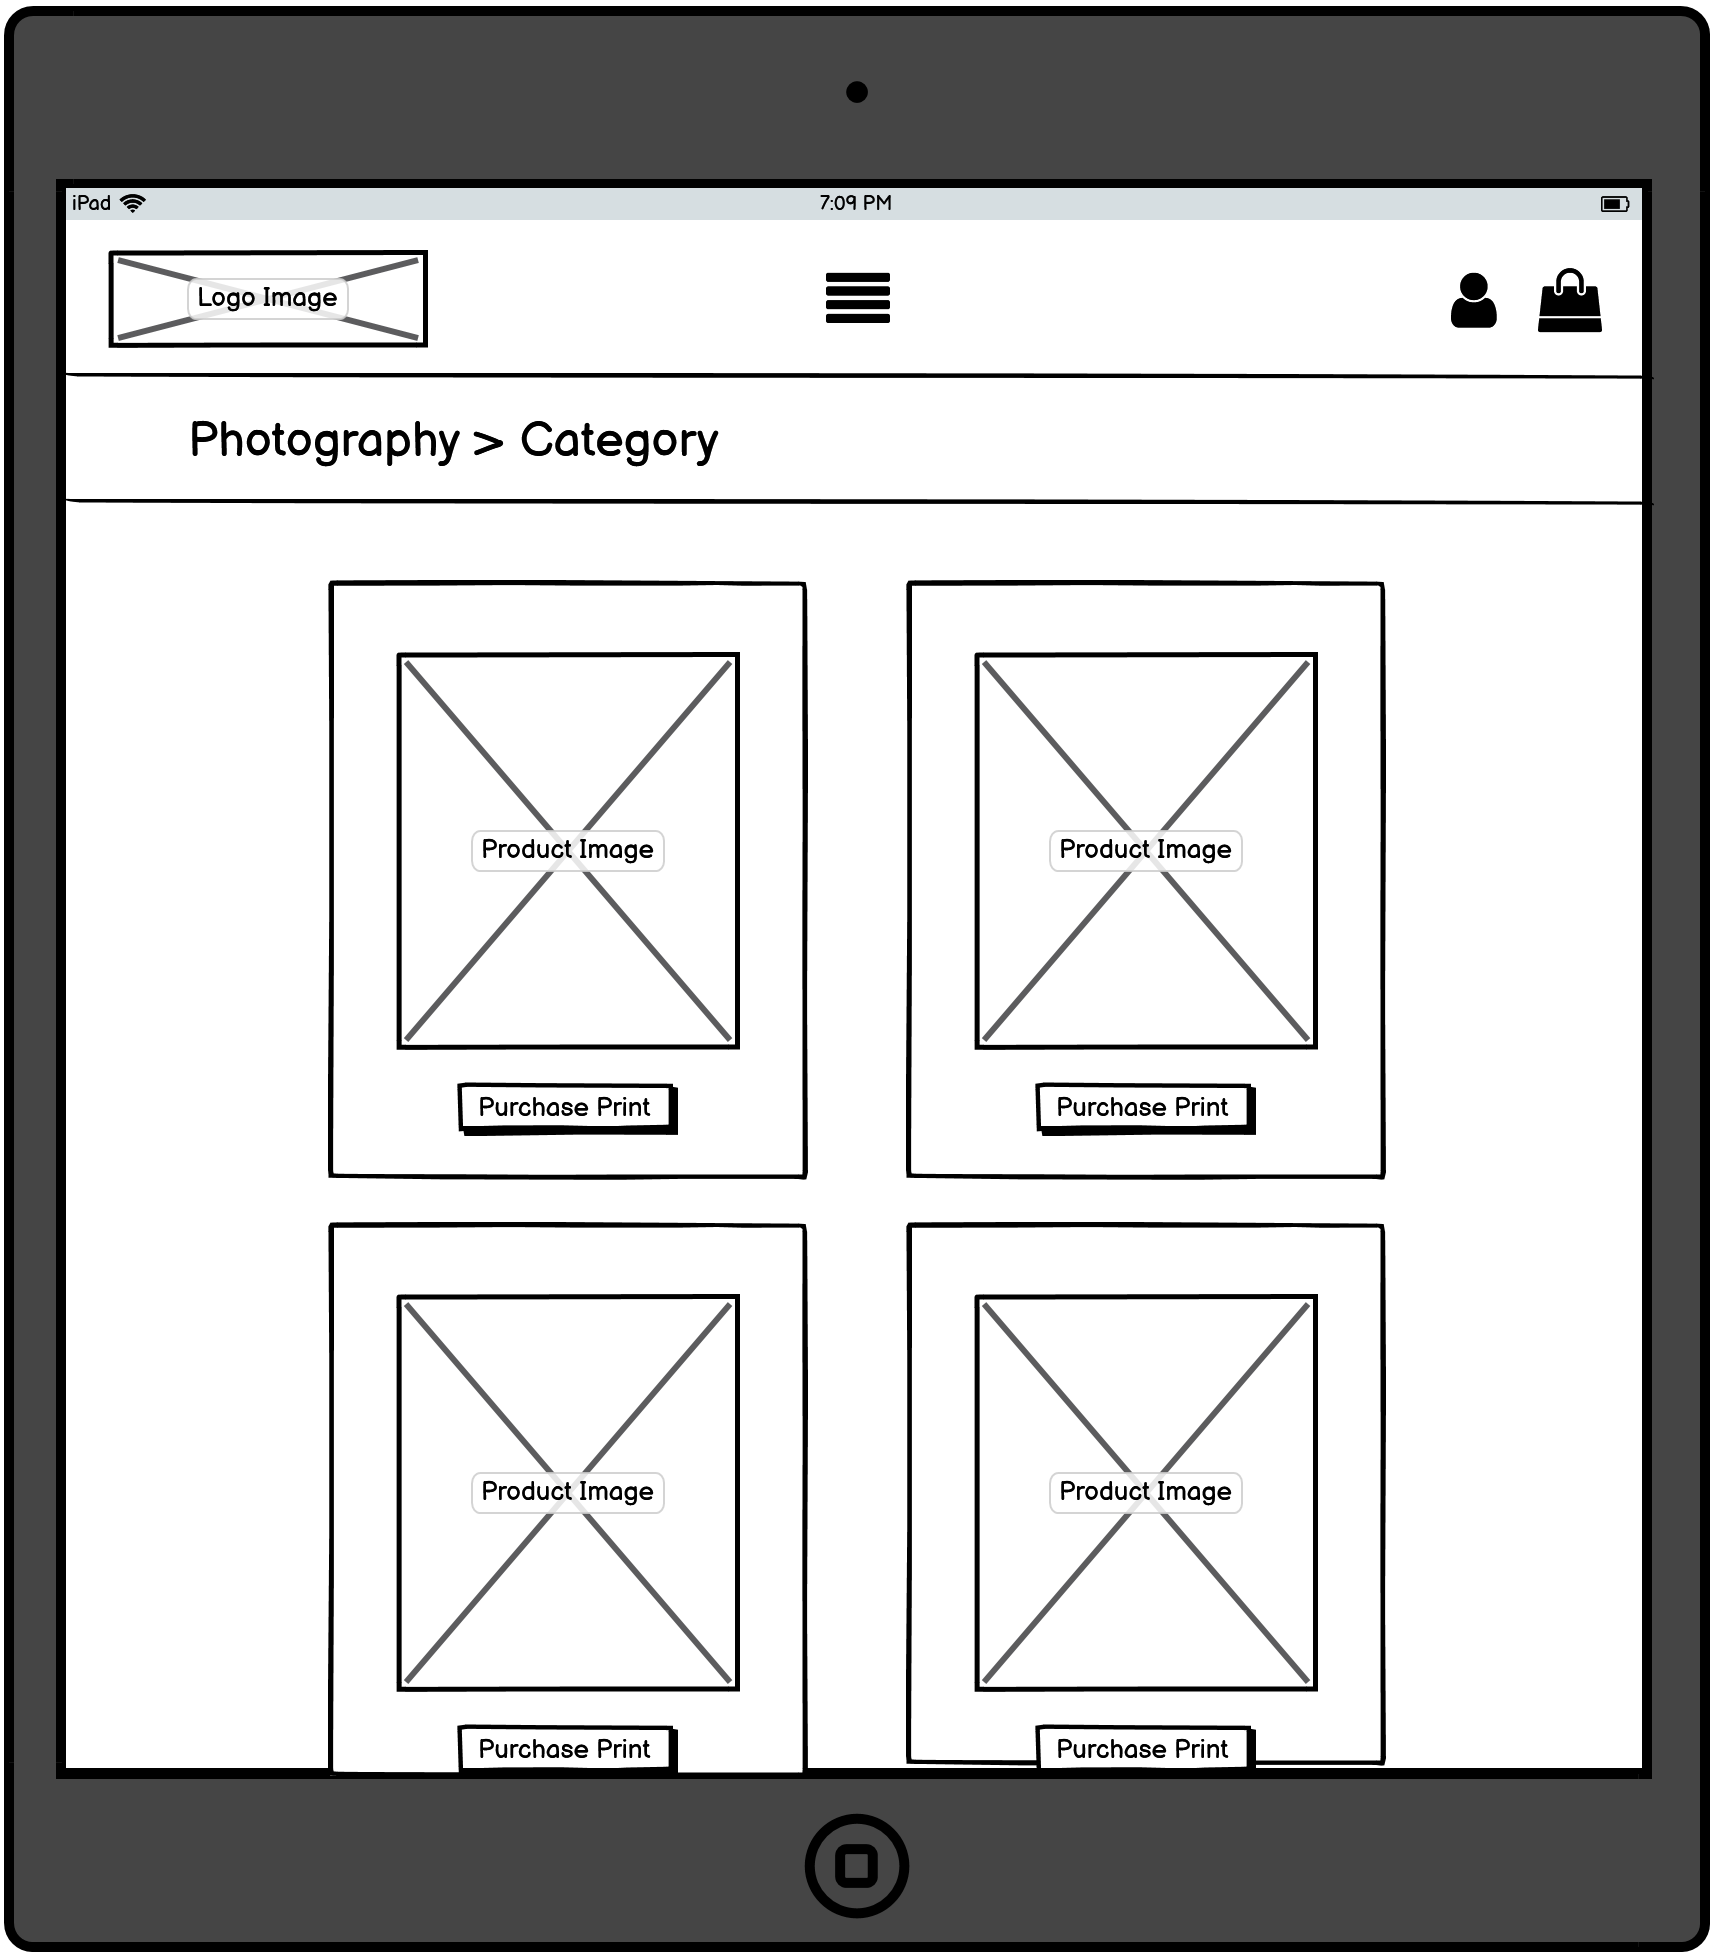 iPad 7:09 PM
Logo Image
Photography > Category
Product Image Product Image
Purchase Print Purchase Print
Product Image Product Image
Purchase Print Purchase Print